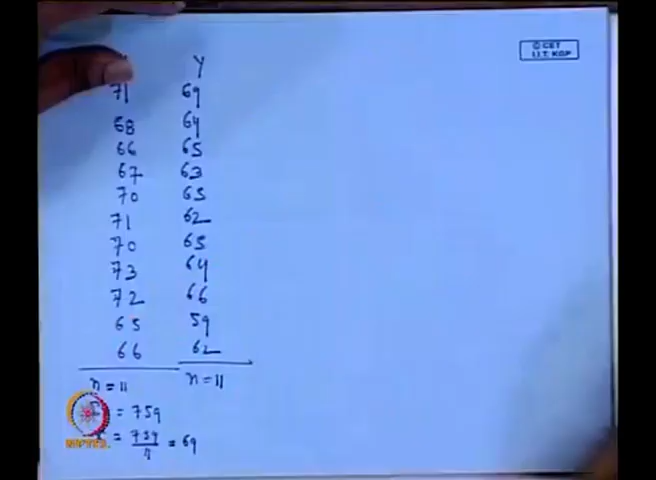 © CET
I.I.T. KGP
Y
71 69
68 64
66 65
67 63
70 65
71 62
70 65
73 64
72 66
65 59
66 62
n = 11 n = 11
= 759
= 759/11 = 69
NPTEL